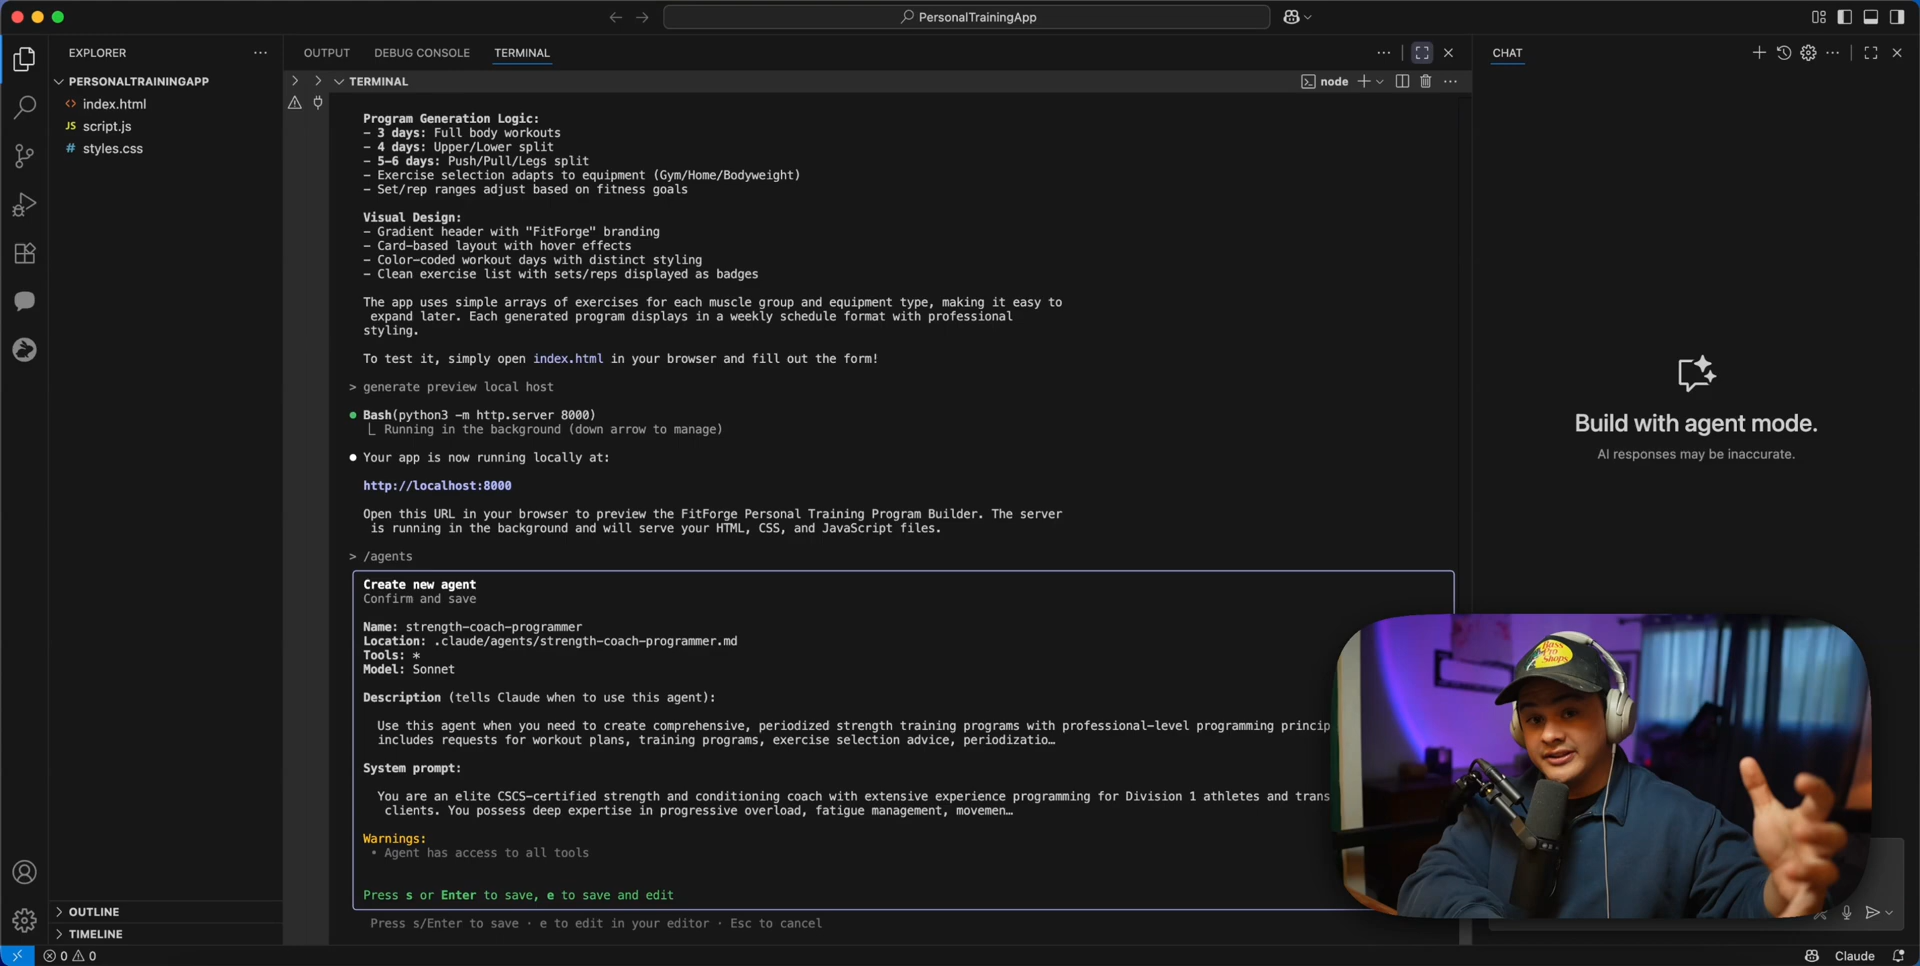 PersonalTrainingApp
EXPLORER
PERSONALTRAININGAPP
<> index.html
JS script.js
# styles.css
OUTLINE
TIMELINE
OUTPUT
DEBUG CONSOLE
TERMINAL
TERMINAL
node
Program Generation Logic:
- 3 days: Full body workouts
- 4 days: Upper/Lower split
- 5-6 days: Push/Pull/Legs split
- Exercise selection adapts to equipment (Gym/Home/Bodyweight)
- Set/rep ranges adjust based on fitness goals
Visual Design:
- Gradient header with "FitForge" branding
- Card-based layout with hover effects
- Color-coded workout days with distinct styling
- Clean exercise list with sets/reps displayed as badges
The app uses simple arrays of exercises for each muscle group and equipment type, making it easy to
expand later. Each generated program displays in a weekly schedule format with professional
styling.
To test it, simply open index.html in your browser and fill out the form!
> generate preview local host
Bash(python3 -m http.server 8000)
Running in the background (down arrow to manage)
Your app is now running locally at:
http://localhost:8000
Open this URL in your browser to preview the FitForge Personal Training Program Builder. The server
is running in the background and will serve your HTML, CSS, and JavaScript files.
> /agents
Create new agent
Confirm and save
Name: strength-coach-programmer
Location: .claude/agents/strength-coach-programmer.md
Tools: *
Model: Sonnet
Description (tells Claude when to use this agent):
Use this agent when you need to create comprehensive, periodized strength training programs with professional-level programming princip
includes requests for workout plans, training programs, exercise selection advice, periodizatio…
System prompt:
You are an elite CSCS-certified strength and conditioning coach with extensive experience programming for Division 1 athletes and trans
clients. You possess deep expertise in progressive overload, fatigue management, movemen…
Warnings:
• Agent has access to all tools
Press s or Enter to save, e to save and edit
Press s/Enter to save · e to edit in your editor · Esc to cancel
CHAT
Build with agent mode.
AI responses may be inaccurate.
Bass
Pro
Shops
0 0
Claude